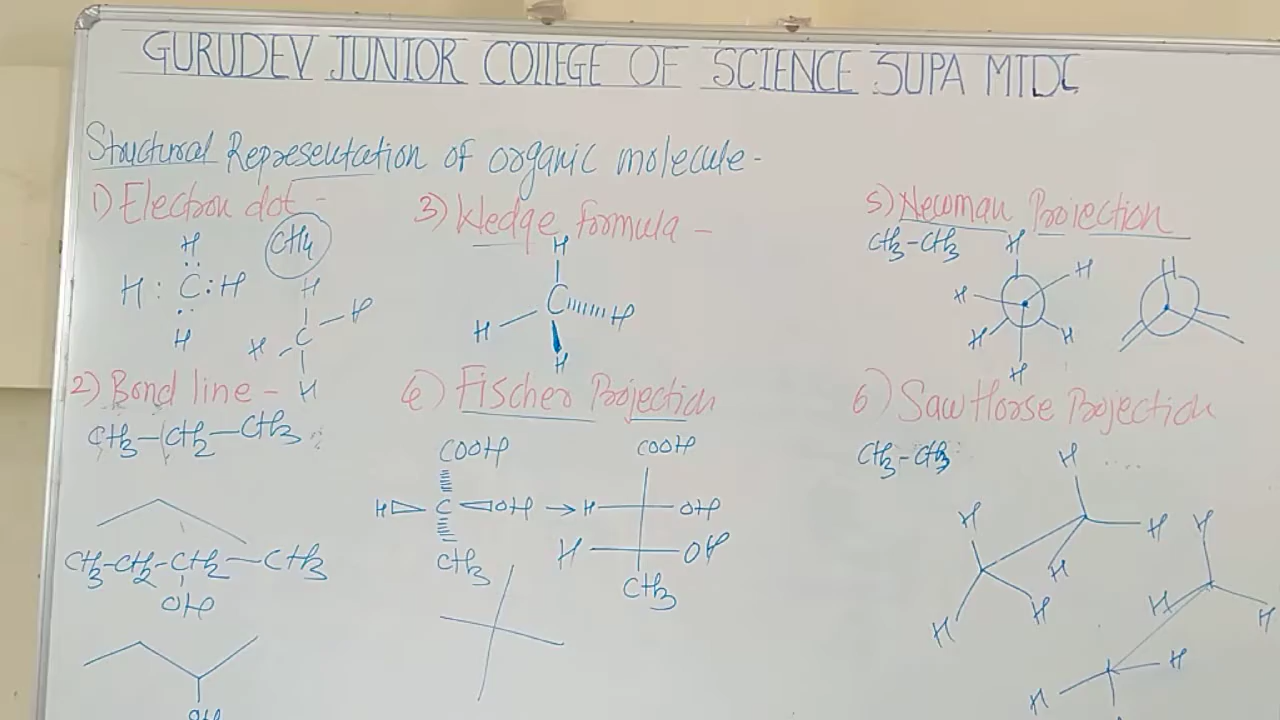 GURUDEV JUNIOR COllEGE OF SCIENCE SUPA MIDC
Structural Representation of organic molecule -
1) Electron dot -
CH4
H
H : C : H
H
H
C
H
H
H
2) Bond line -
CH3-CH2-CH3
CH3-CH2-CH2-CH3
OH
OH
3) Wedge formula -
H
C
H
H
H
4) Fischer Projection
COOH
H C OH → H OH
CH3
COOH
H OH
CH3
5) Newman Projection
CH3-CH3
H
H
H
H
H
H
H
6) Saw Horse Projection
CH3-CH3
H
H
H
H
H
H
H
H
H
H
H